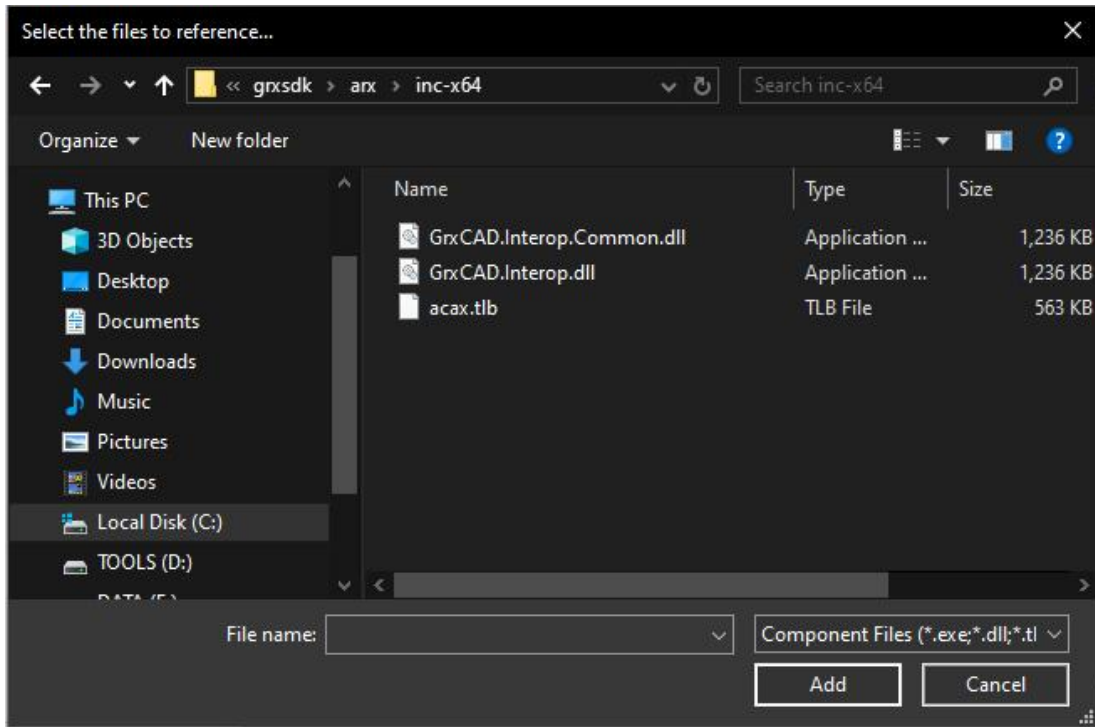 Select the files to reference...
« grxsdk › arx › inc-x64
Search inc-x64
Organize
New folder
This PC
3D Objects
Desktop
Documents
Downloads
Music
Pictures
Videos
Local Disk (C:)
TOOLS (D:)
Name Type Size
GrxCAD.Interop.Common.dll Application ... 1,236 KB
GrxCAD.Interop.dll Application ... 1,236 KB
acax.tlb TLB File 563 KB
File name:
Component Files (*.exe;*.dll;*.tl
Add
Cancel